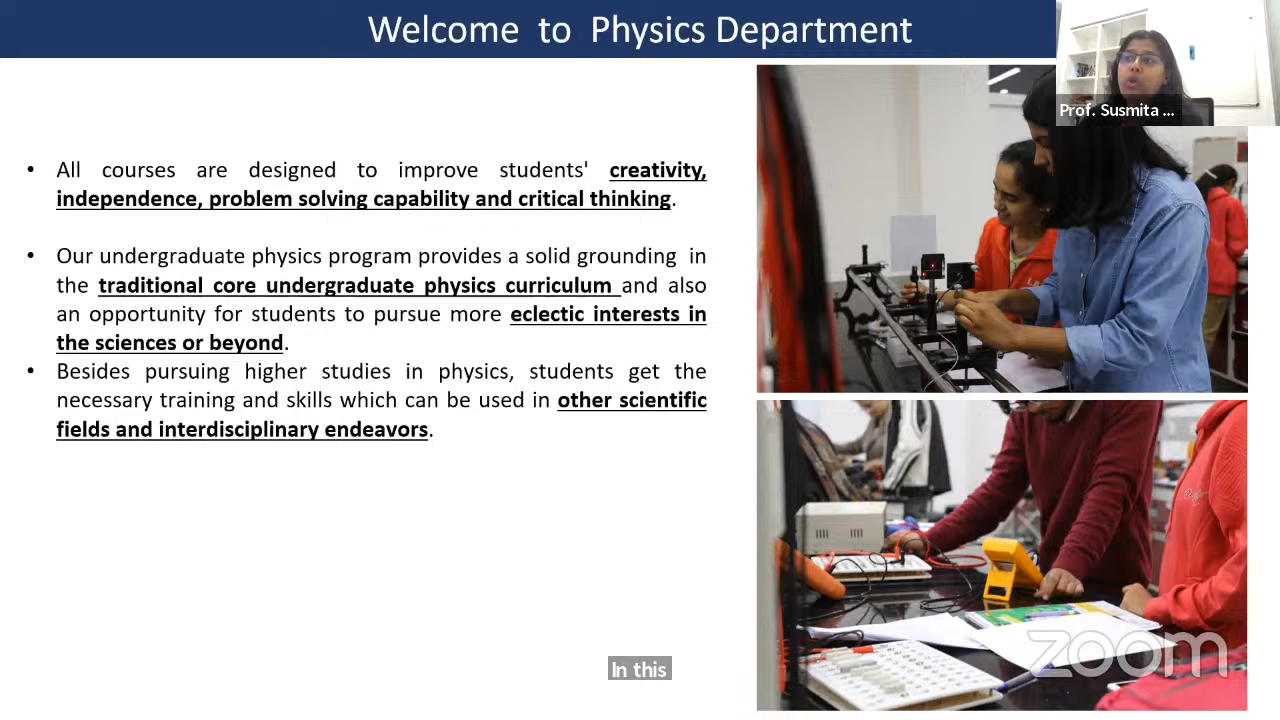 Welcome to Physics Department
Prof. Susmita ...
• All courses are designed to improve students' creativity,
independence, problem solving capability and critical thinking.
• Our undergraduate physics program provides a solid grounding in
the traditional core undergraduate physics curriculum and also
an opportunity for students to pursue more eclectic interests in
the sciences or beyond.
• Besides pursuing higher studies in physics, students get the
necessary training and skills which can be used in other scientific
fields and interdisciplinary endeavors.
In this
zoom